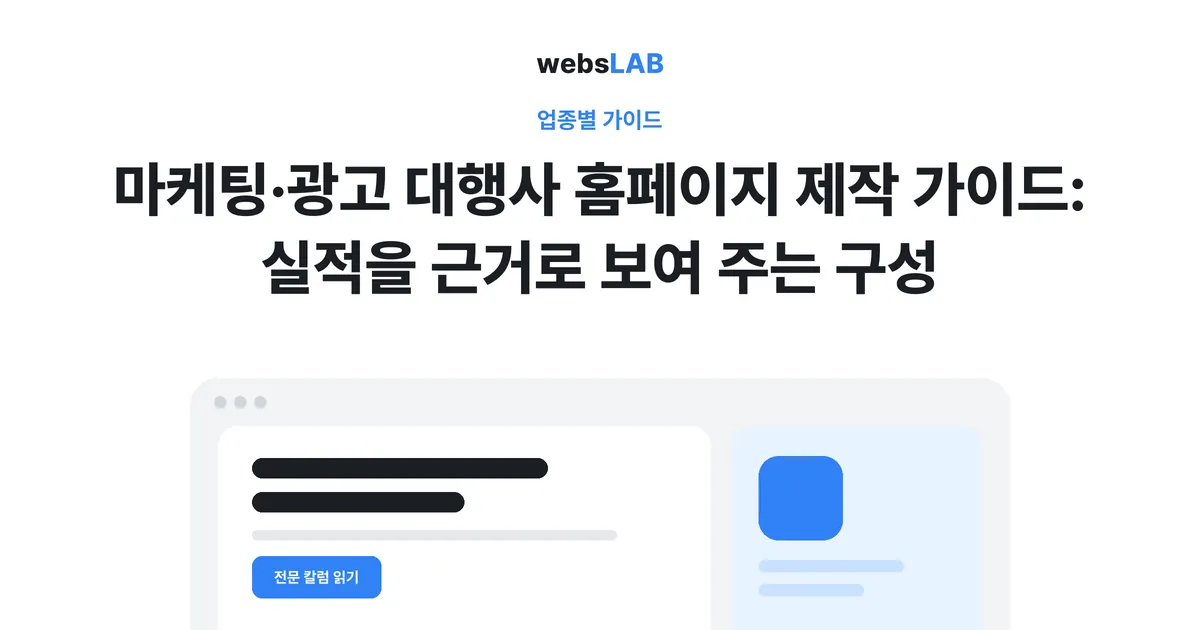 websLAB
업종별 가이드
마케팅·광고 대행사 홈페이지 제작 가이드:
실적을 근거로 보여 주는 구성
전문 칼럼 읽기